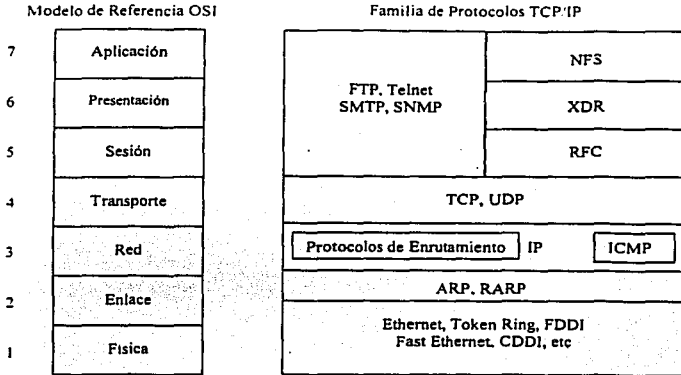 Modelo de Referencia OSI
Familia de Protocolos TCP/IP
7 Aplicación
6 Presentación
5 Sesión
4 Transporte
3 Red
2 Enlace
1 Física
FTP, Telnet
SMTP, SNMP
NFS
XDR
RFC
TCP, UDP
Protocolos de Enrutamiento IP ICMP
ARP, RARP
Ethernet, Token Ring, FDDI
Fast Ethernet, CDDI, etc